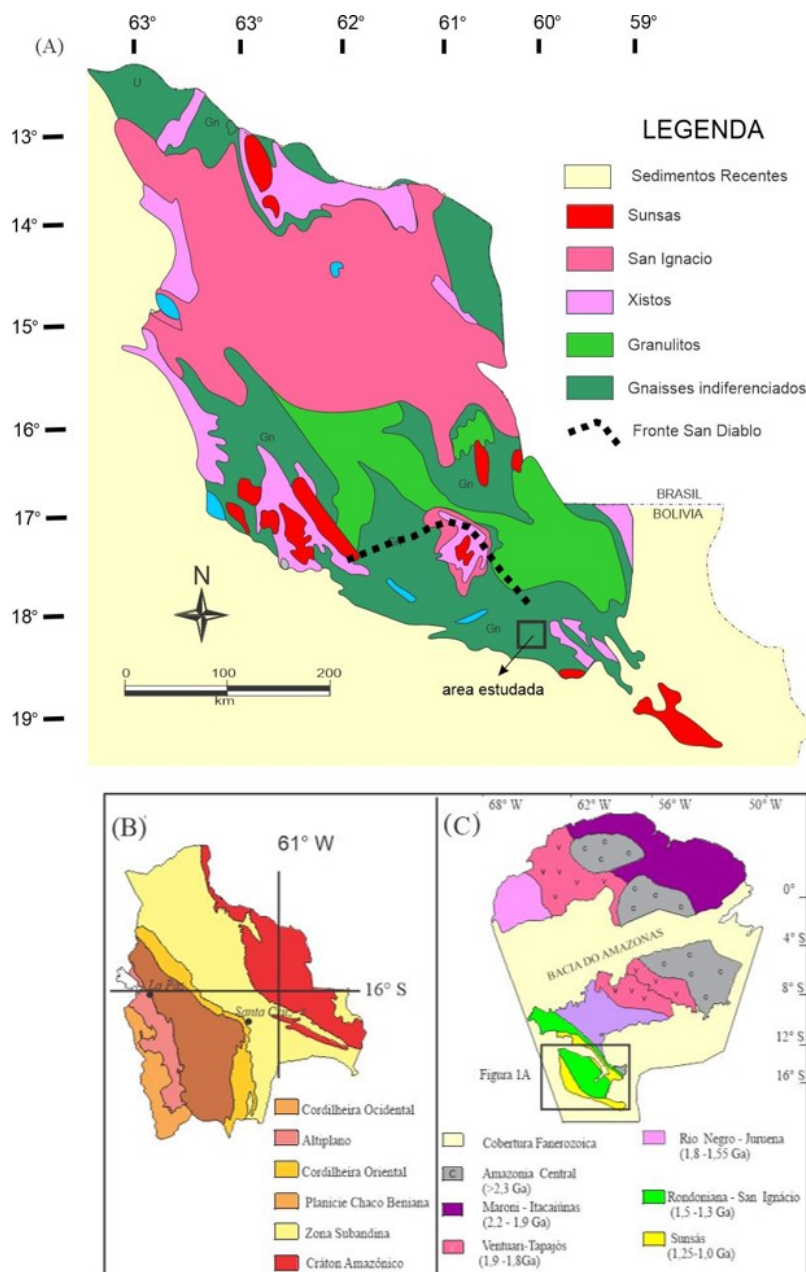 (A)
63° 63° 62° 61° 60° 59°
13°
14°
15°
16°
17°
18°
19°
U
Gn
Gn
Gn
Gn
LEGENDA
Sedimentos Recentes
Sunsas
San Ignacio
Xistos
Granulitos
Gnaisses indiferenciados
Fronte San Diablo
BRASIL
BOLIVIA
N
0 100 200
km
area estudada
(B)
61° W
16° S
La Paz
Cordilheira Ocidental
Altiplano
Cordilheira Oriental
Planicie Chaco Beniana
Zona Subandina
Cráton Amazónico
(C)
68° W 62° W 56° W 50° W
0°
4° S
8° S
12° S
16° S
BACIA DO AMAZONAS
Figura 1A
Cobertura Fanerozoica
C Amazonia Central
(>2,3 Ga)
Maroni - Itacaiúnas
(2,2 - 1,9 Ga)
V Ventuari-Tapajós
(1,9 - 1,8Ga)
Rio Negro - Juruena
(1,8 -1,55 Ga)
Rondoniana - San Ignácio
(1,5 -1,3 Ga)
Sunsás
(1,25-1,0 Ga)